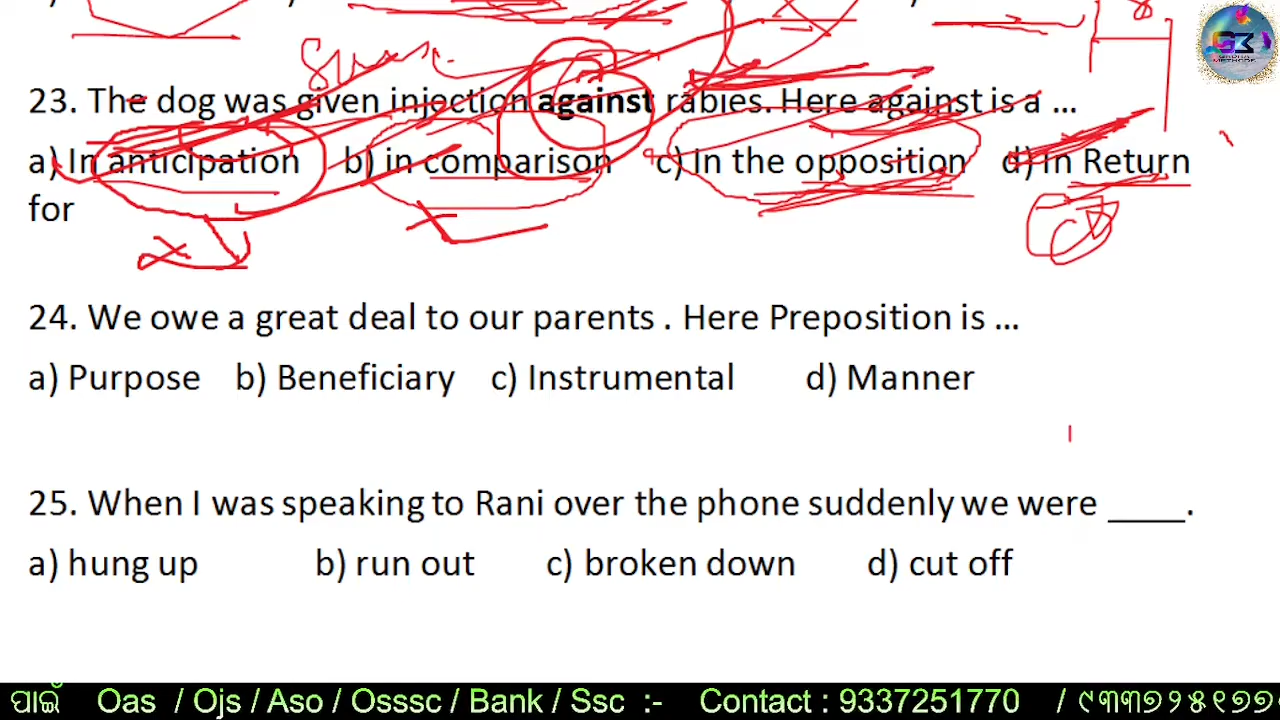 23. The dog was given injection against rabies. Here against is a ...
a) In anticipation b) in comparison c) In the opposition d) In Return
for
24. We owe a great deal to our parents . Here Preposition is ...
a) Purpose b) Beneficiary c) Instrumental d) Manner
25. When I was speaking to Rani over the phone suddenly we were ____.
a) hung up b) run out c) broken down d) cut off
ପାଇଁ Oas / Ojs / Aso / Osssc / Bank / Ssc :- Contact : 9337251770 / ୯୩୩୭୨୫୧୭୭